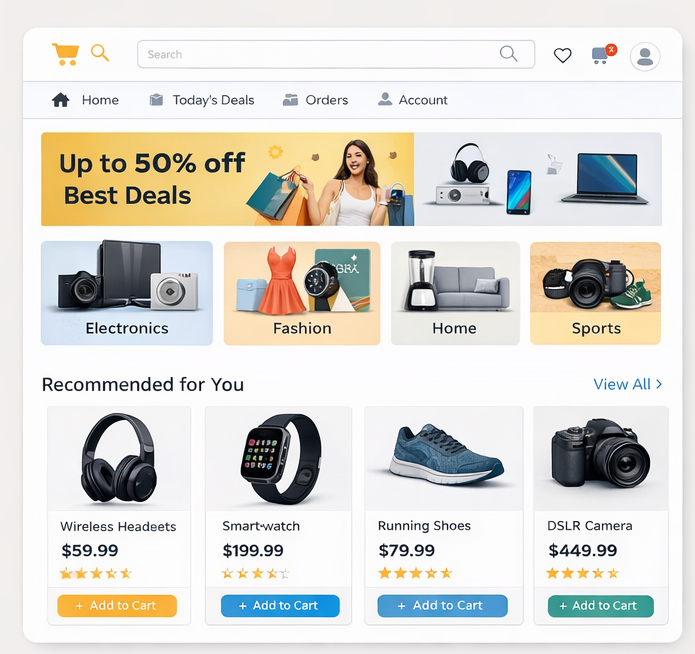 Search
Home
Today's Deals
Orders
Account
Up to 50% off
Best Deals
Electronics
Fashion
Home
Sports
Recommended for You
View All >
Wireless Headeets
Smart-watch
Running Shoes
DSLR Camera
$59.99
$199.99
$79.99
$449.99
+ Add to Cart
+ Add to Cart
+ Add to Cart
+ Add to Cart